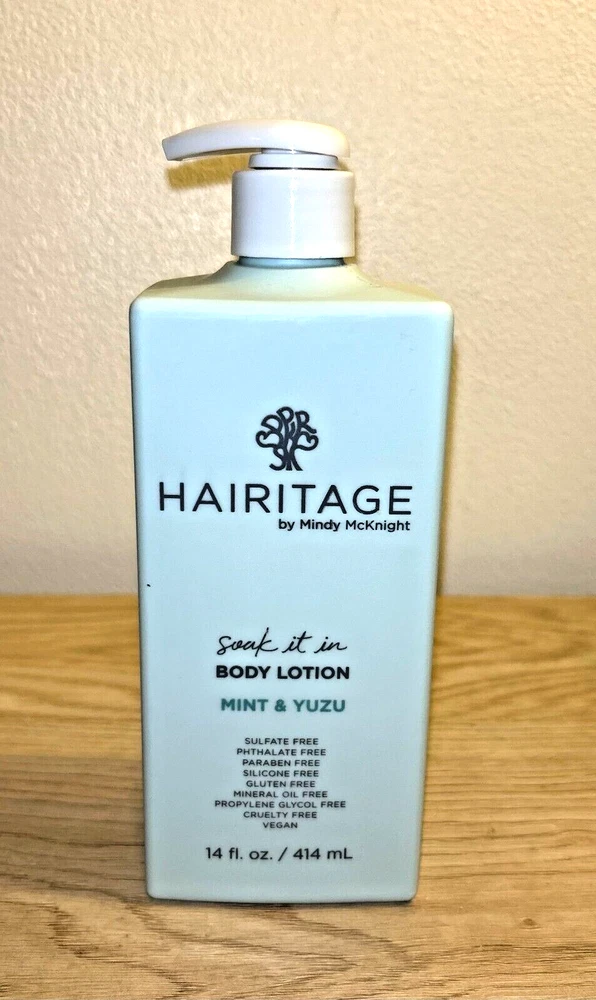 HAIRITAGE
by Mindy McKnight
soak it in
BODY LOTION
MINT & YUZU
SULFATE FREE
PHTHALATE FREE
PARABEN FREE
SILICONE FREE
GLUTEN FREE
MINERAL OIL FREE
PROPYLENE GLYCOL FREE
CRUELTY FREE
VEGAN
14 fl. oz. / 414 mL